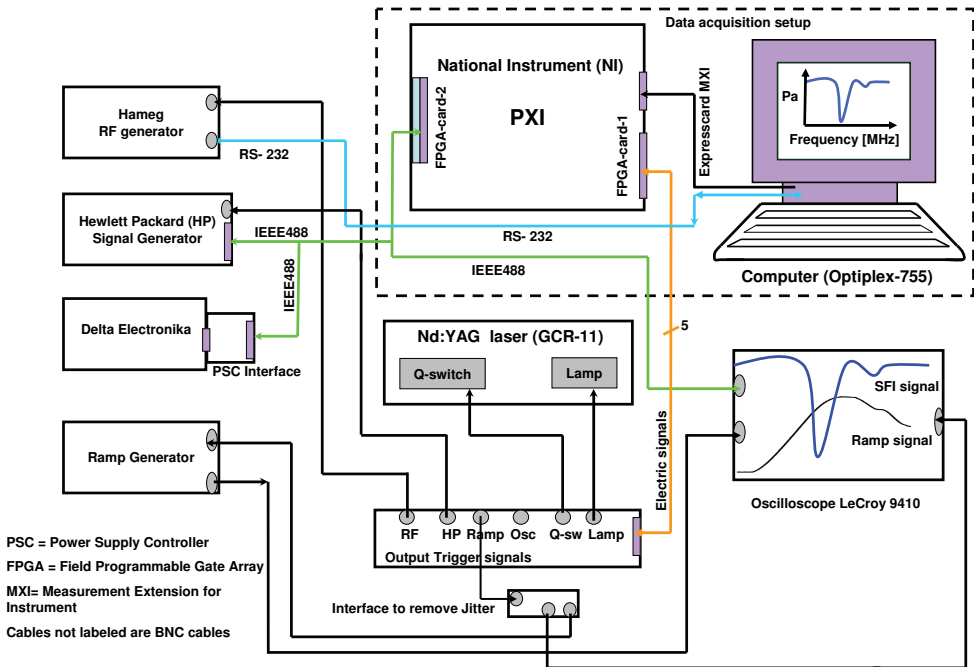 Data acquisition setup
National Instrument (NI)
PXI
FPGA-card-2
FPGA-card-1
Expresscard MXI
Pa
Frequency [MHz]
Computer (Optiplex-755)
Hameg
RF generator
RS- 232
Hewlett Packard (HP)
Signal Generator
IEEE488
RS- 232
IEEE488
IEEE488
Delta Electronika
PSC Interface
Nd:YAG laser (GCR-11)
Q-switch
Lamp
5
Electric signals
SFI signal
Ramp signal
Oscilloscope LeCroy 9410
Ramp Generator
RF HP Ramp Osc Q-sw Lamp
Output Trigger signals
Interface to remove Jitter
PSC = Power Supply Controller
FPGA = Field Programmable Gate Array
MXI= Measurement Extension for
Instrument
Cables not labeled are BNC cables